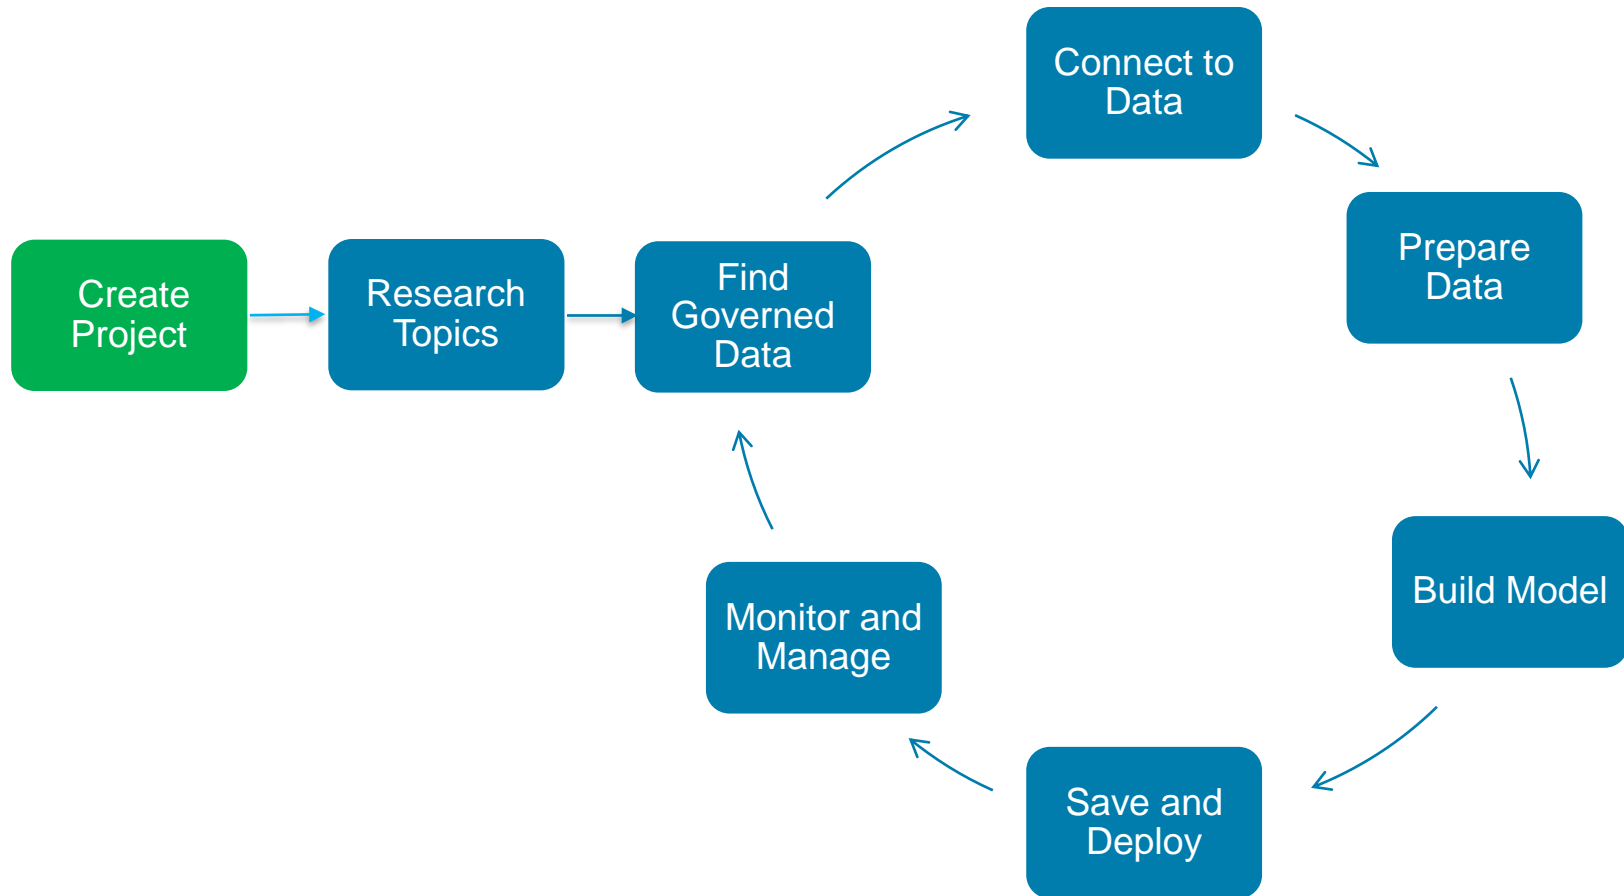 Create
Project
Research
Topics
Find
Governed
Data
Connect to
Data
Prepare
Data
Build Model
Save and
Deploy
Monitor and
Manage